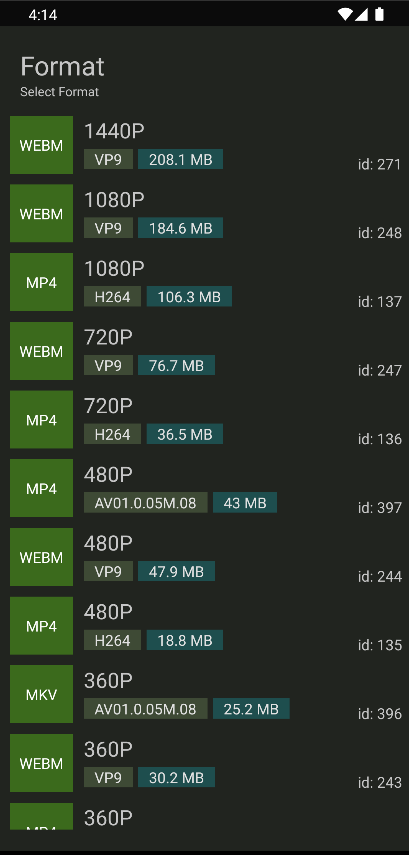 4:14
Format
Select Format
WEBM
1440P
VP9 208.1 MB
id: 271
WEBM
1080P
VP9 184.6 MB
id: 248
MP4
1080P
H264 106.3 MB
id: 137
WEBM
720P
VP9 76.7 MB
id: 247
MP4
720P
H264 36.5 MB
id: 136
MP4
480P
AV01.0.05M.08 43 MB
id: 397
WEBM
480P
VP9 47.9 MB
id: 244
MP4
480P
H264 18.8 MB
id: 135
MKV
360P
AV01.0.05M.08 25.2 MB
id: 396
WEBM
360P
VP9 30.2 MB
id: 243
MP4
360P